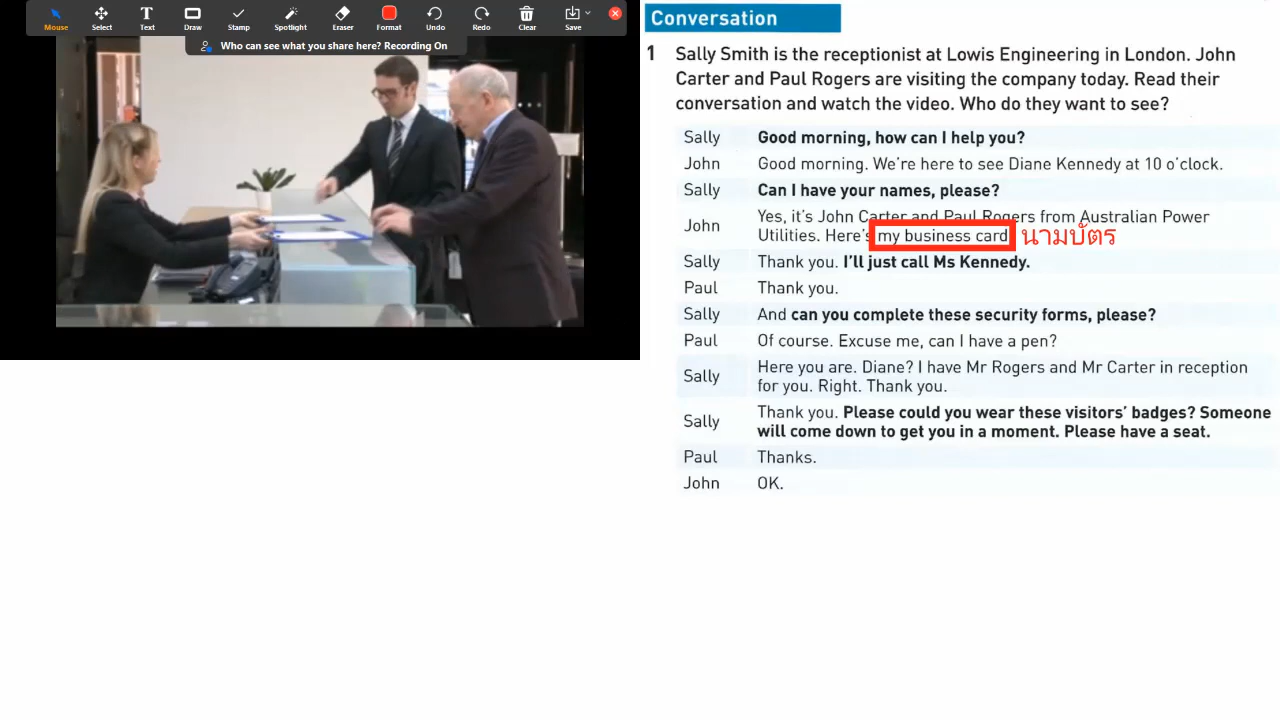 Mouse Select Text Draw Stamp Spotlight Eraser Format Undo Redo Clear Save
Who can see what you share here? Recording On
Conversation
1 Sally Smith is the receptionist at Lowis Engineering in London. John
Carter and Paul Rogers are visiting the company today. Read their
conversation and watch the video. Who do they want to see?
Sally Good morning, how can I help you?
John Good morning. We're here to see Diane Kennedy at 10 o'clock.
Sally Can I have your names, please?
John Yes, it's John Carter and Paul Rogers from Australian Power
Utilities. Here's my business card นามบัตร
Sally Thank you. I'll just call Ms Kennedy.
Paul Thank you.
Sally And can you complete these security forms, please?
Paul Of course. Excuse me, can I have a pen?
Sally Here you are. Diane? I have Mr Rogers and Mr Carter in reception
for you. Right. Thank you.
Sally Thank you. Please could you wear these visitors' badges? Someone
will come down to get you in a moment. Please have a seat.
Paul Thanks.
John OK.